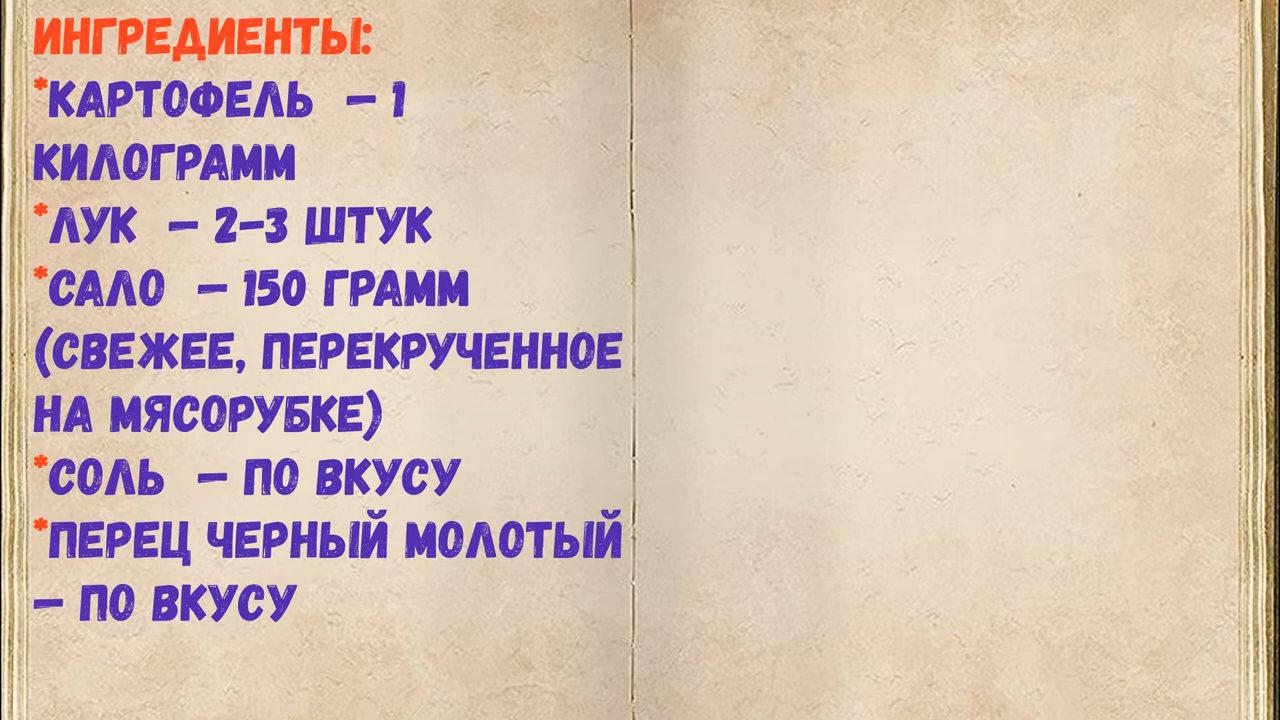 ИНГРЕДИЕНТЫ:
*КАРТОФЕЛЬ – 1
КИЛОГРАММ
*ЛУК – 2-3 ШТУК
*САЛО – 150 ГРАММ
(СВЕЖЕЕ, ПЕРЕКРУЧЕННОЕ
НА МЯСОРУБКЕ)
*СОЛЬ – ПО ВКУСУ
*ПЕРЕЦ ЧЕРНЫЙ МОЛОТЫЙ
– ПО ВКУСУ